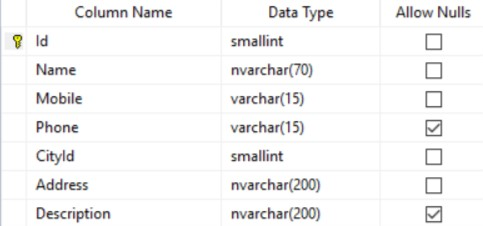 Column Name Data Type Allow Nulls
Id smallint
Name nvarchar(70)
Mobile varchar(15)
Phone varchar(15)
CityId smallint
Address nvarchar(200)
Description nvarchar(200)